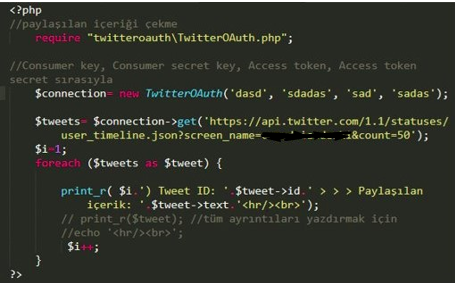 <?php
//paylaşılan içeriği çekme
require "twitteroauth\TwitterOAuth.php";
//Consumer key, Consumer secret key, Access token, Access token
secret sırasıyla
$connection= new TwitterOAuth('dasd', 'sdadas', 'sad', 'sadas');
$tweets= $connection->get('https://api.twitter.com/1.1/statuses/
user_timeline.json?screen_name= &count=50');
$i=1;
foreach ($tweets as $tweet) {
print_r( $i.') Tweet ID: '.$tweet->id.' > > > Paylaşılan
içerik: '.$tweet->text.'<hr/><br>');
// print_r($tweet); //tüm ayrıntıları yazdırmak için
//echo '<hr/><br>';
$i++;
}
?>